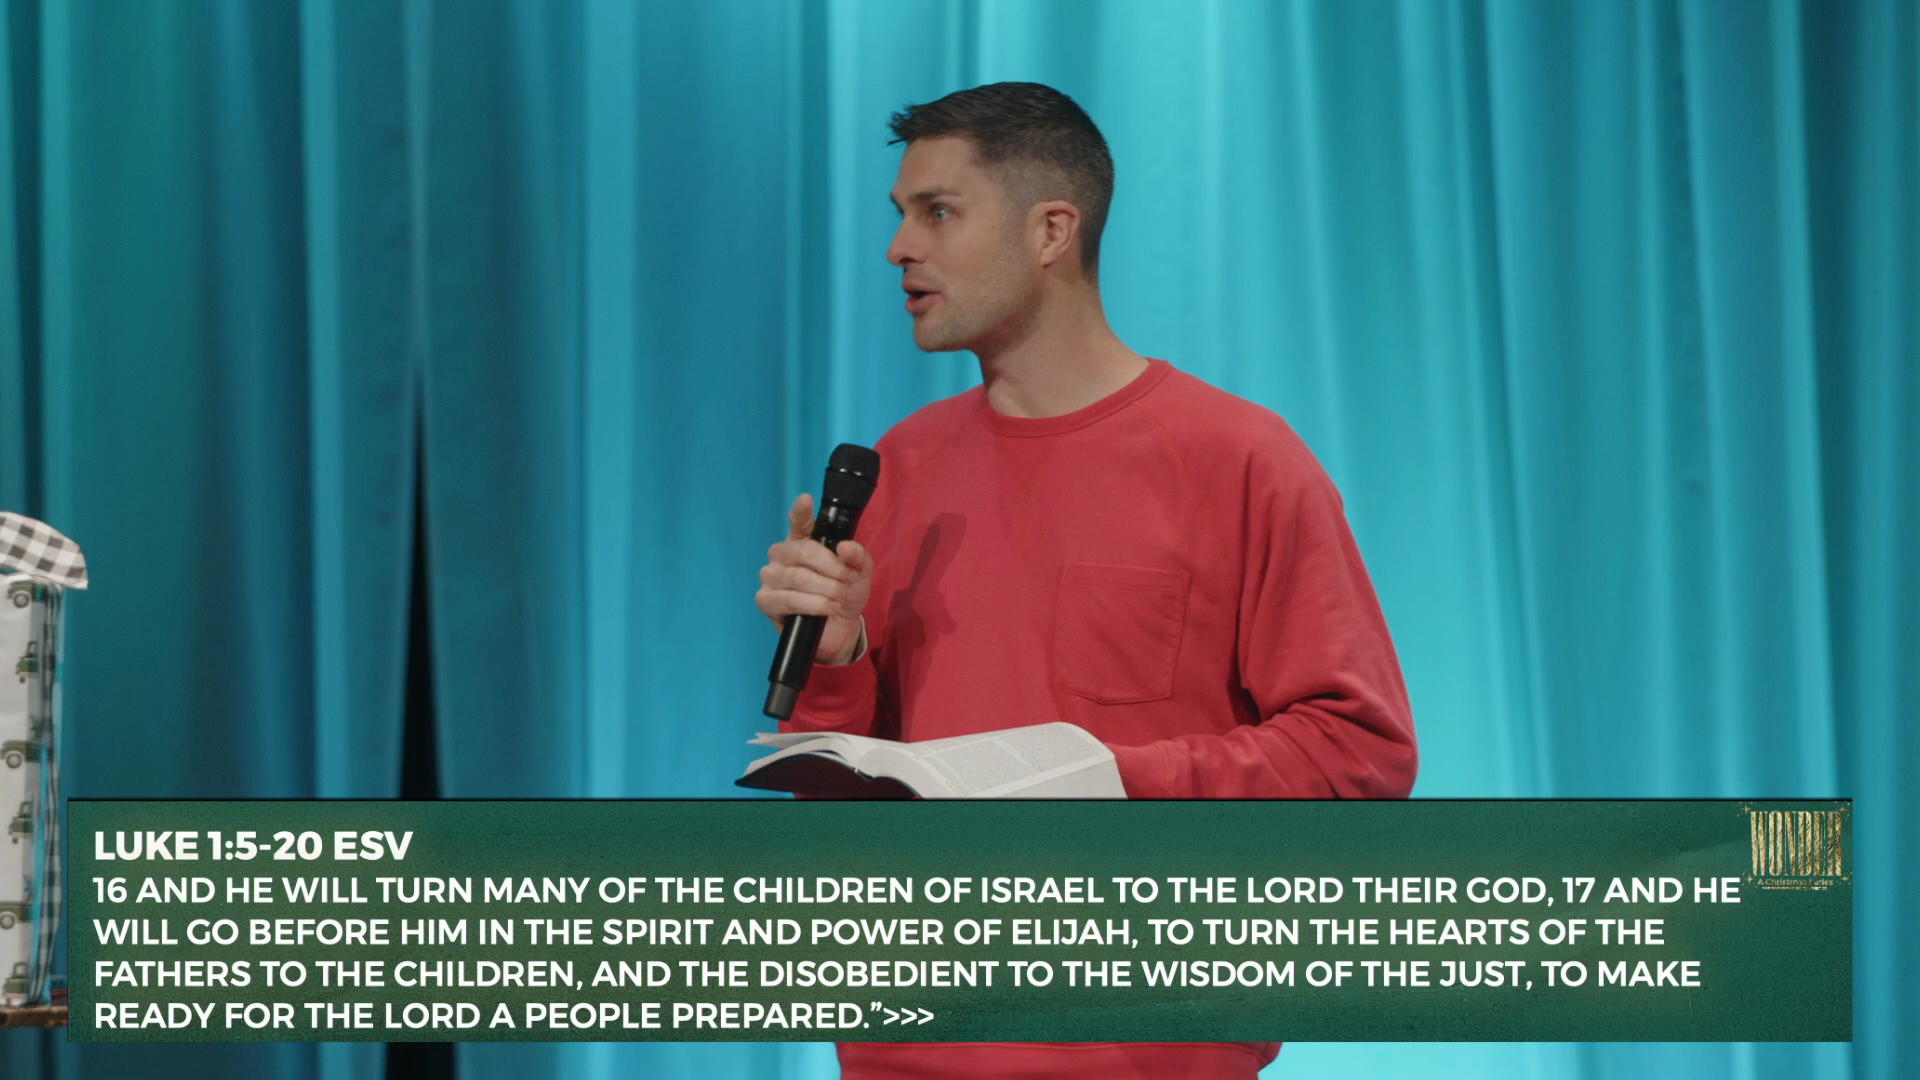 LUKE 1:5-20 ESV
16 AND HE WILL TURN MANY OF THE CHILDREN OF ISRAEL TO THE LORD THEIR GOD, 17 AND HE
WILL GO BEFORE HIM IN THE SPIRIT AND POWER OF ELIJAH, TO TURN THE HEARTS OF THE
FATHERS TO THE CHILDREN, AND THE DISOBEDIENT TO THE WISDOM OF THE JUST, TO MAKE
READY FOR THE LORD A PEOPLE PREPARED.”>>>
WONDER
A Christmas Series